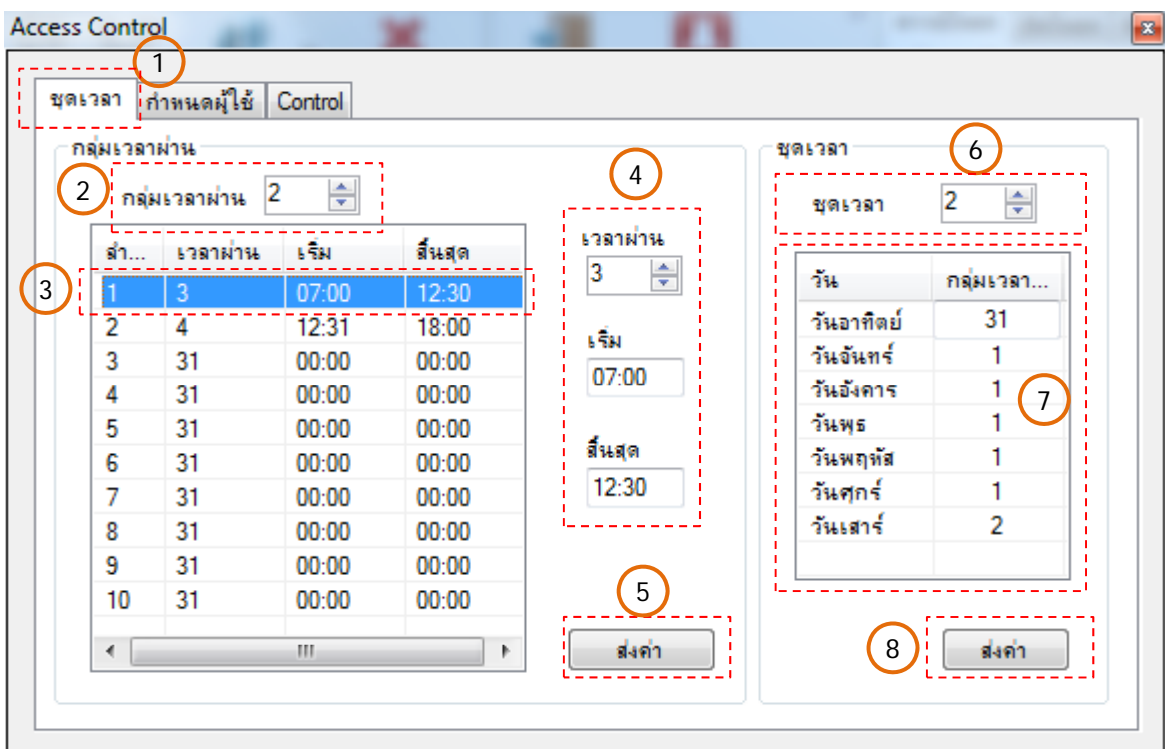 Access Control
1
ชุดเวลา กำหนดผู้ใช้ Control
กลุ่มเวลาผ่าน
2
กลุ่มเวลาผ่าน 2
ลำ... เวลาผ่าน เริ่ม สิ้นสุด
3
1 3 07:00 12:30
2 4 12:31 18:00
3 31 00:00 00:00
4 31 00:00 00:00
5 31 00:00 00:00
6 31 00:00 00:00
7 31 00:00 00:00
8 31 00:00 00:00
9 31 00:00 00:00
10 31 00:00 00:00
4
เวลาผ่าน
3
เริ่ม
07:00
สิ้นสุด
12:30
5
ส่งค่า
ชุดเวลา
6
ชุดเวลา 2
วัน กลุ่มเวลา...
วันอาทิตย์ 31
วันจันทร์ 1
วันอังคาร 1
7
วันพุธ 1
วันพฤหัส 1
วันศุกร์ 1
วันเสาร์ 2
8
ส่งค่า